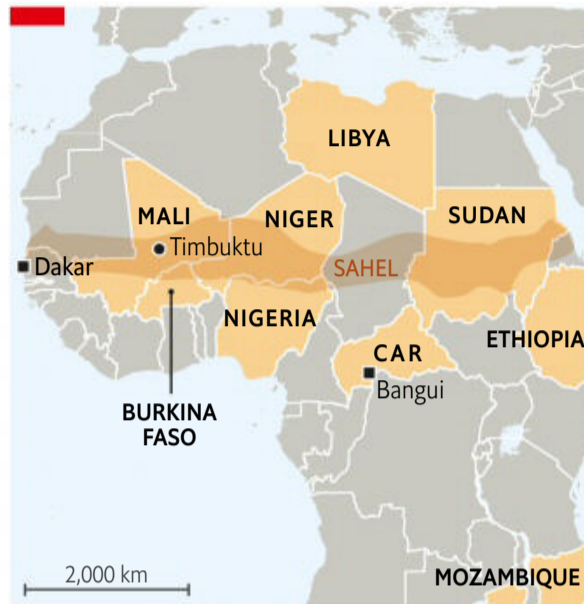 LIBYA
MALI
NIGER
SUDAN
Timbuktu
Dakar
SAHEL
NIGERIA
ETHIOPIA
CAR
Bangui
BURKINA
FASO
2,000 km
MOZAMBIQUE